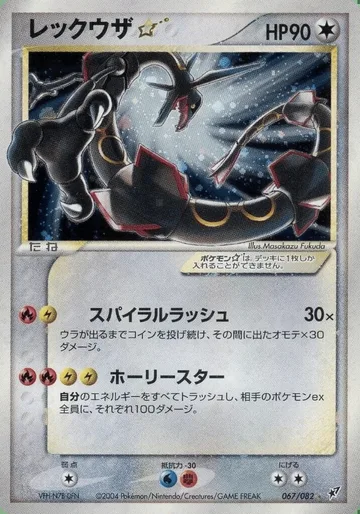 レックウザ☆ HP90
たね
Illus.Masakazu Fukuda
ポケモン☆は、デッキに1枚しか
入れることができません。
スパイラルラッシュ 30×
ウラが出るまでコインを投げ続け、その間に出たオモテ×30
ダメージ。
ホーリースター
自分のエネルギーをすべてトラッシュし、相手のポケモンex
全員に、それぞれ100ダメージ。
弱点 抵抗力 -30 にげる
©2004 Pokémon/Nintendo/Creatures/GAME FREAK 067/082